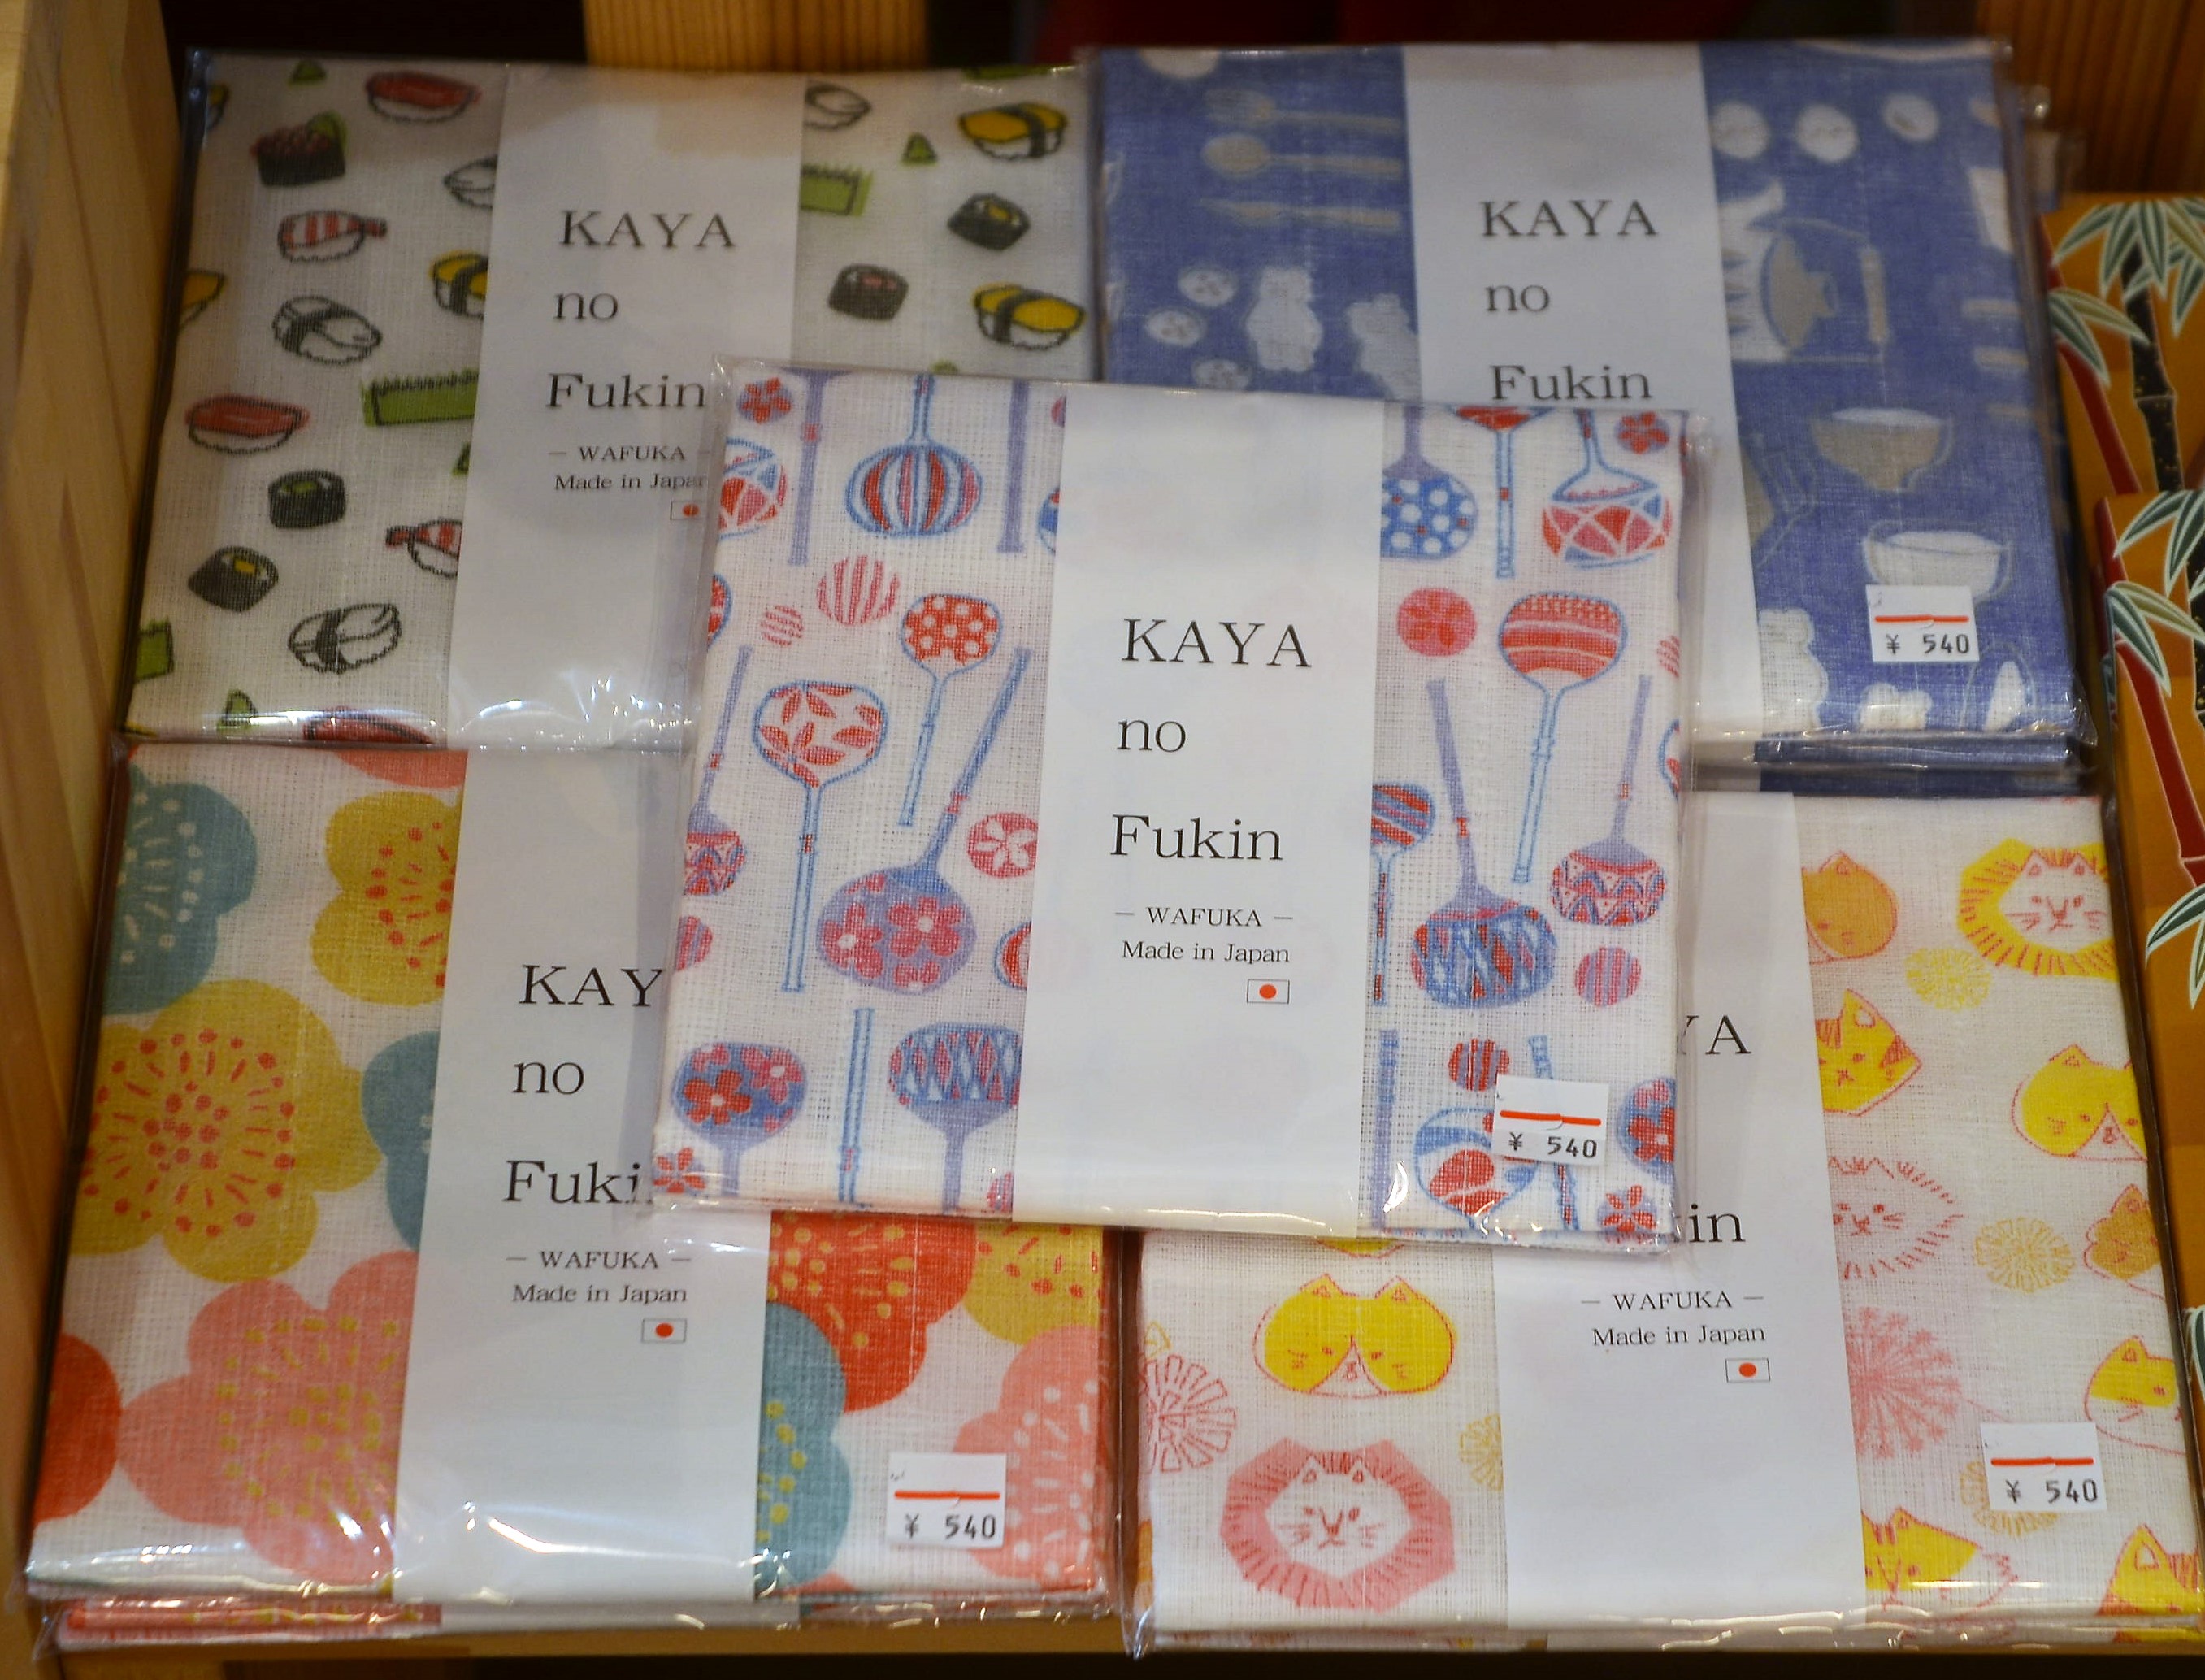 KAYA
no
Fukin
— WAFUKA —
Made in Japan
KAYA
no
Fukin
¥ 540
KAYA
no
Fukin
— WAFUKA —
Made in Japan
¥ 540
KAY
no
Fuki
— WAFUKA —
Made in Japan
¥ 540
YA
in
— WAFUKA —
Made in Japan
¥ 540